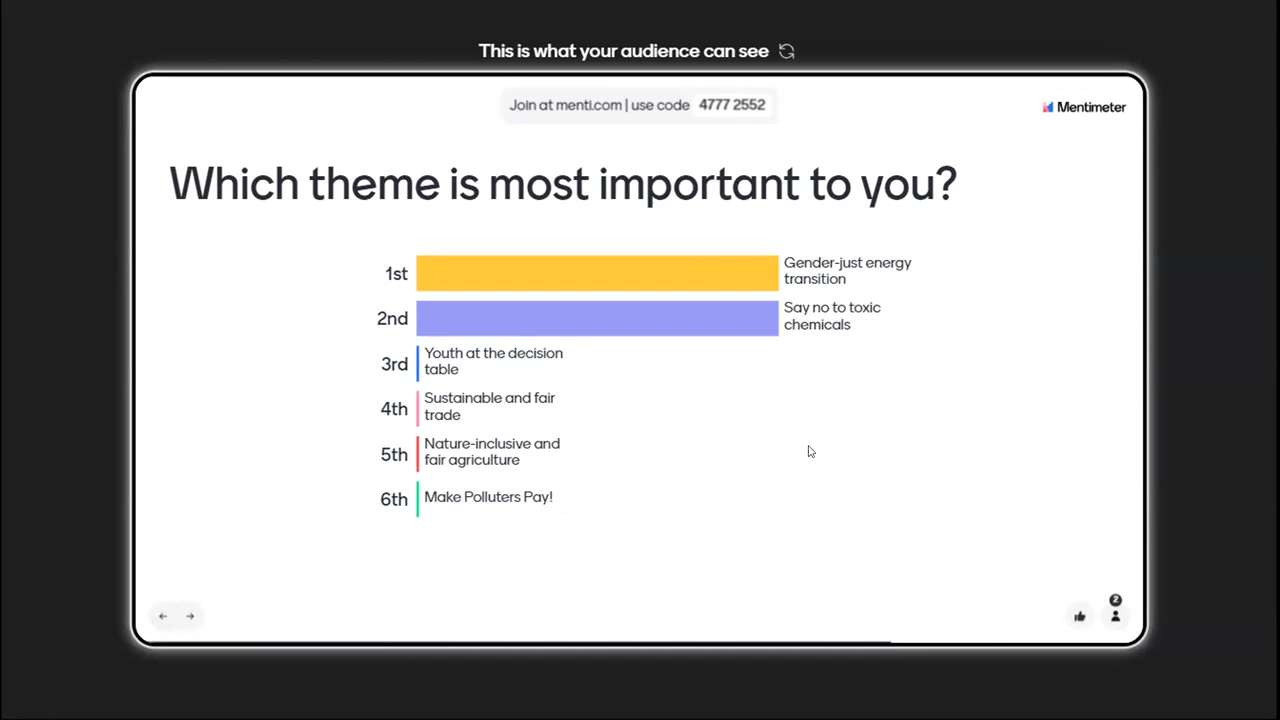 This is what your audience can see
Join at menti.com | use code 4777 2552
Mentimeter
Which theme is most important to you?
1st
Gender-just energy
transition
2nd
Say no to toxic
chemicals
3rd
Youth at the decision
table
4th
Sustainable and fair
trade
5th
Nature-inclusive and
fair agriculture
6th
Make Polluters Pay!
2